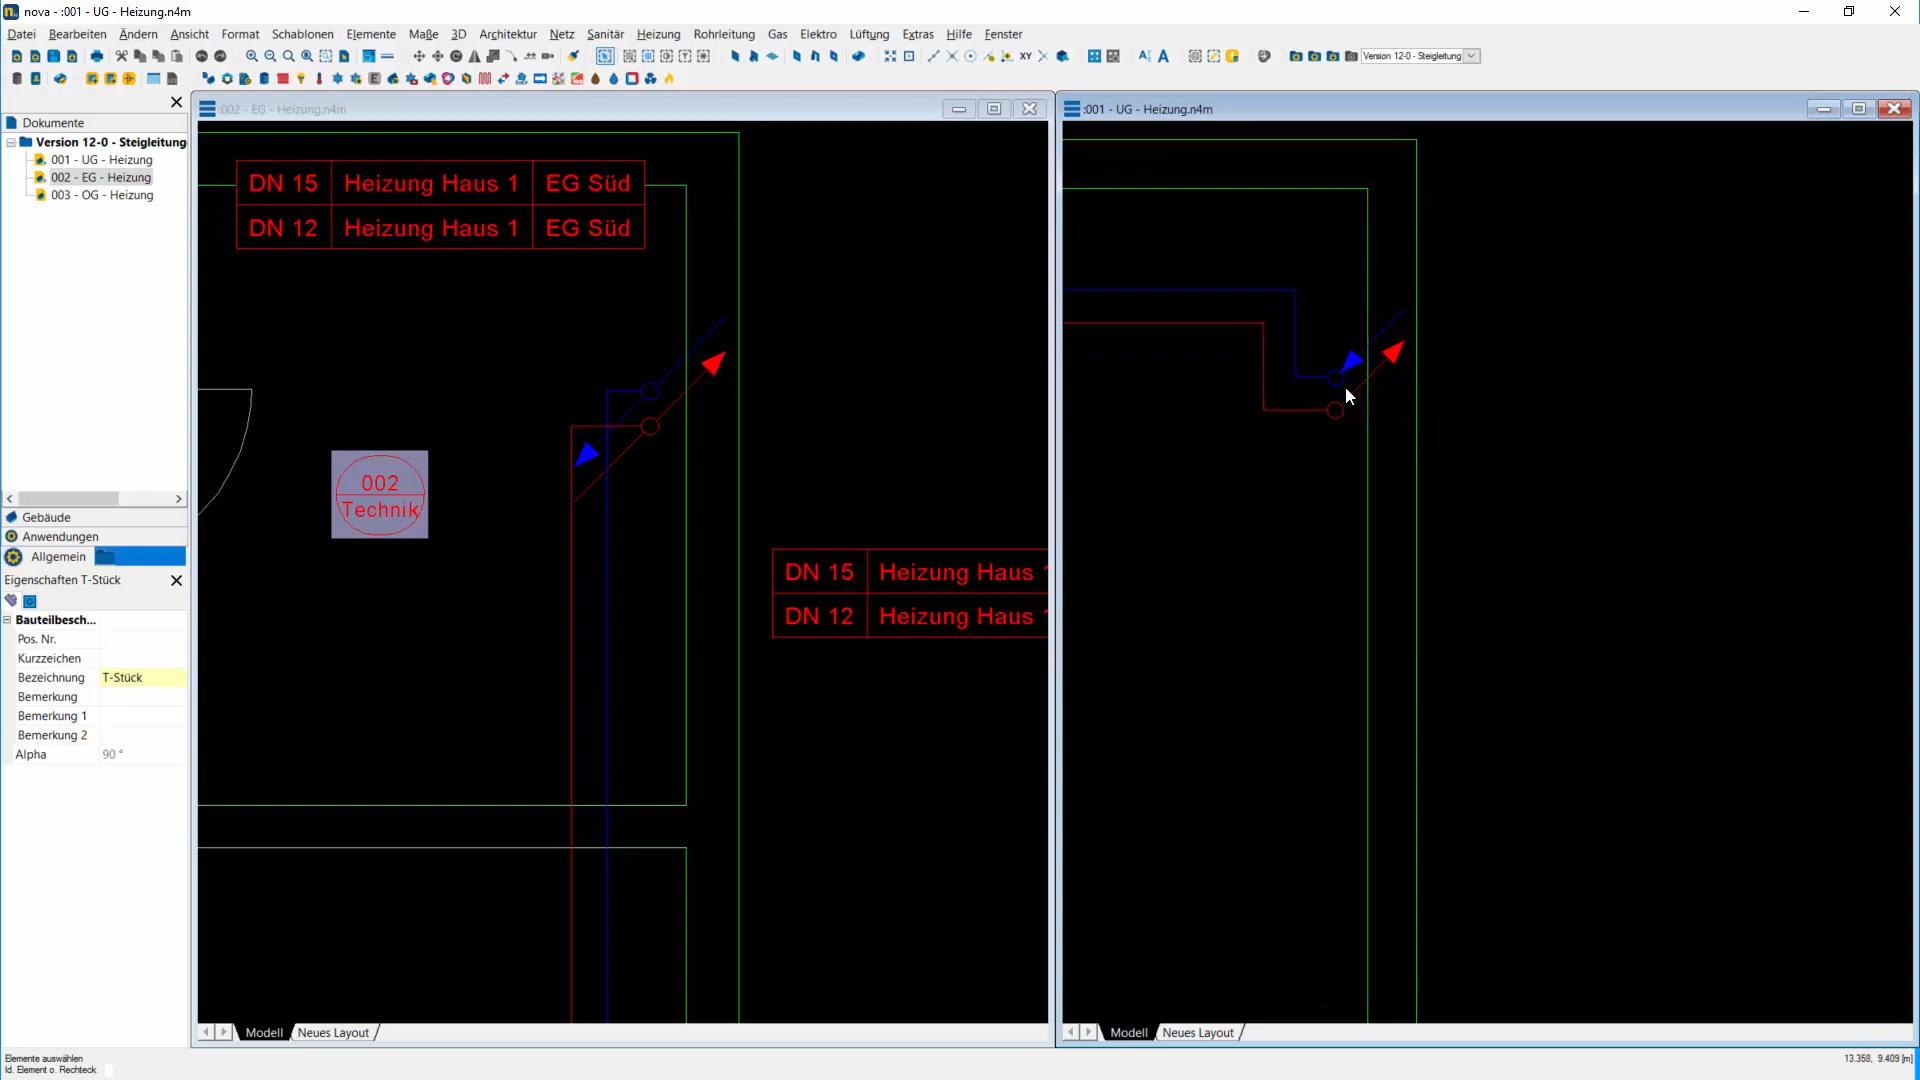 nova - :001 - UG - Heizung.n4m
Datei Bearbeiten Ändern Ansicht Format Schablonen Elemente Maße 3D Architektur Netz Sanitär Heizung Rohrleitung Gas Elektro Lüftung Extras Hilfe Fenster
XY
Version 12-0 - Steigleitung
Dokumente
Version 12-0 - Steigleitung
001 - UG - Heizung
002 - EG - Heizung
003 - OG - Heizung
Gebäude
Anwendungen
Allgemein
Eigenschaften T-Stück
Bauteilbesch...
Pos. Nr.
Kurzzeichen
Bezeichnung T-Stück
Bemerkung
Bemerkung 1
Bemerkung 2
Alpha 90 °
:002 - EG - Heizung.n4m
DN 15 Heizung Haus 1 EG Süd
DN 12 Heizung Haus 1 EG Süd
002
Technik
DN 15 Heizung Haus 1
DN 12 Heizung Haus 1
Modell Neues Layout
:001 - UG - Heizung.n4m
Modell Neues Layout
Elemente auswählen
Id. Element o. Rechteck
13.358, 9.409 [m]